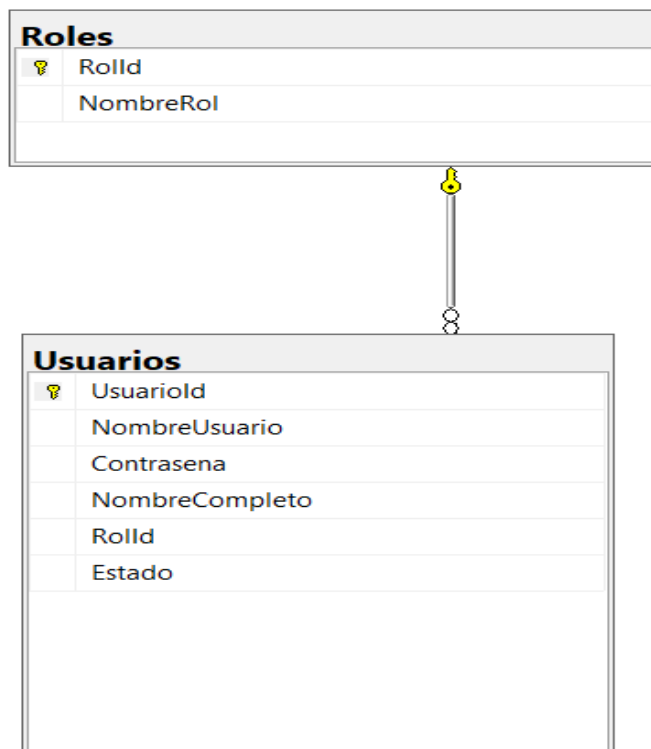 Roles
RolId
NombreRol
Usuarios
UsuarioId
NombreUsuario
Contrasena
NombreCompleto
RolId
Estado